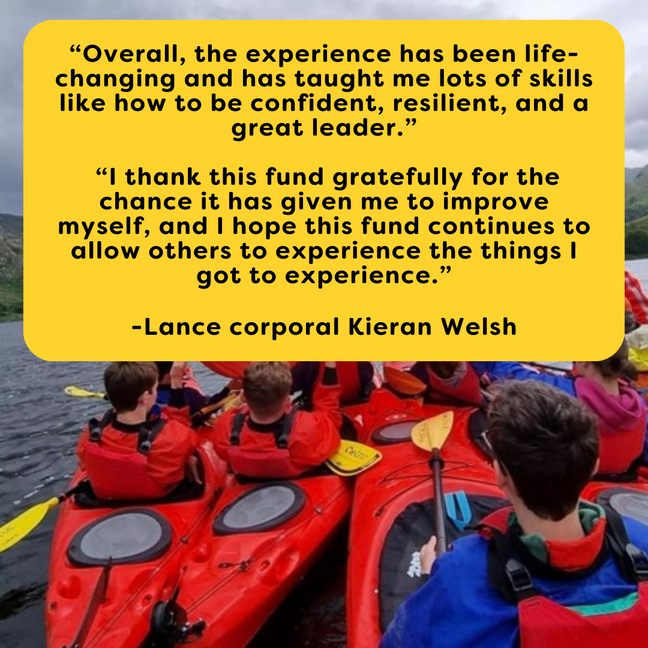 “Overall, the experience has been life-
changing and has taught me lots of skills
like how to be confident, resilient, and a
great leader.”
“I thank this fund gratefully for the
chance it has given me to improve
myself, and I hope this fund continues to
allow others to experience the things I
got to experience.”
-Lance corporal Kieran Welsh